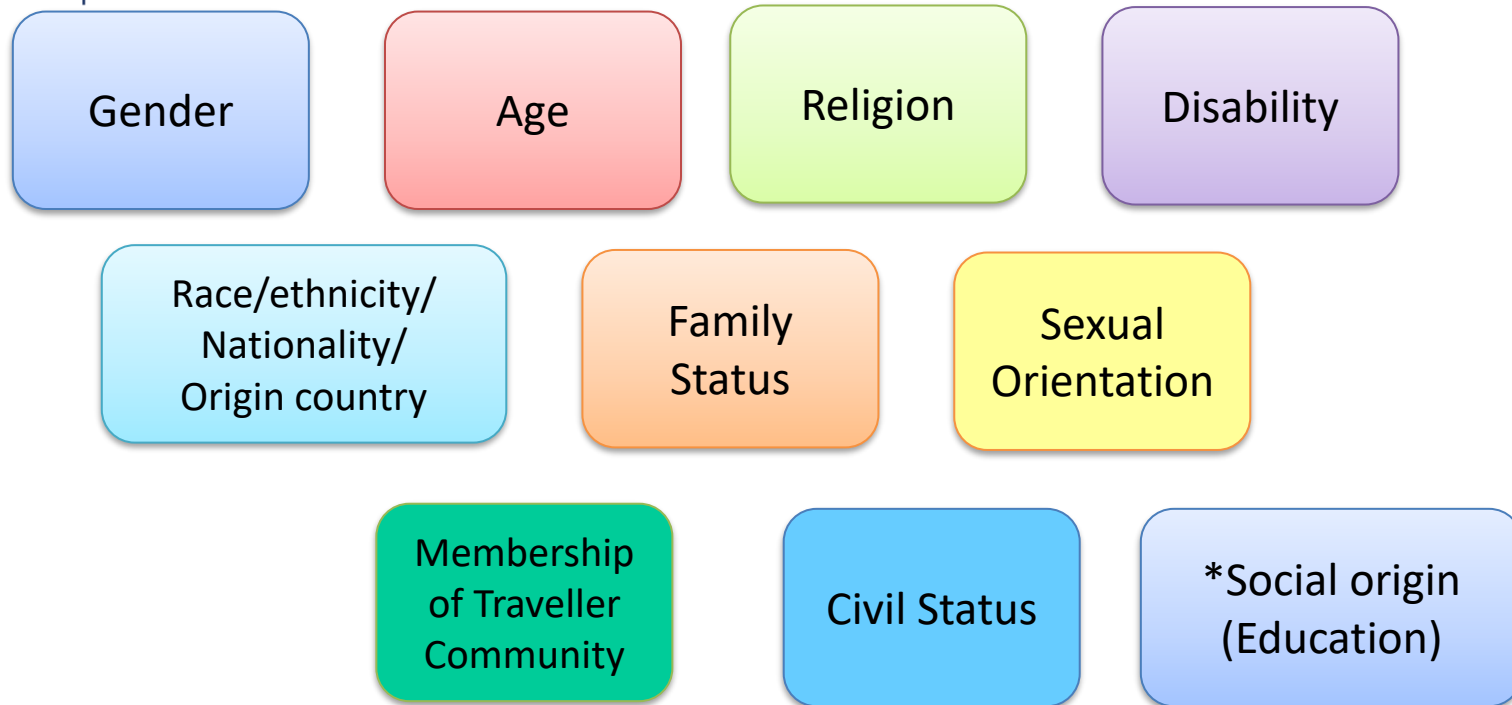 Gender
Age
Religion
Disability
Race/ethnicity/
Nationality/
Origin country
Family
Status
Sexual
Orientation
Membership
of Traveller
Community
Civil Status
*Social origin
(Education)